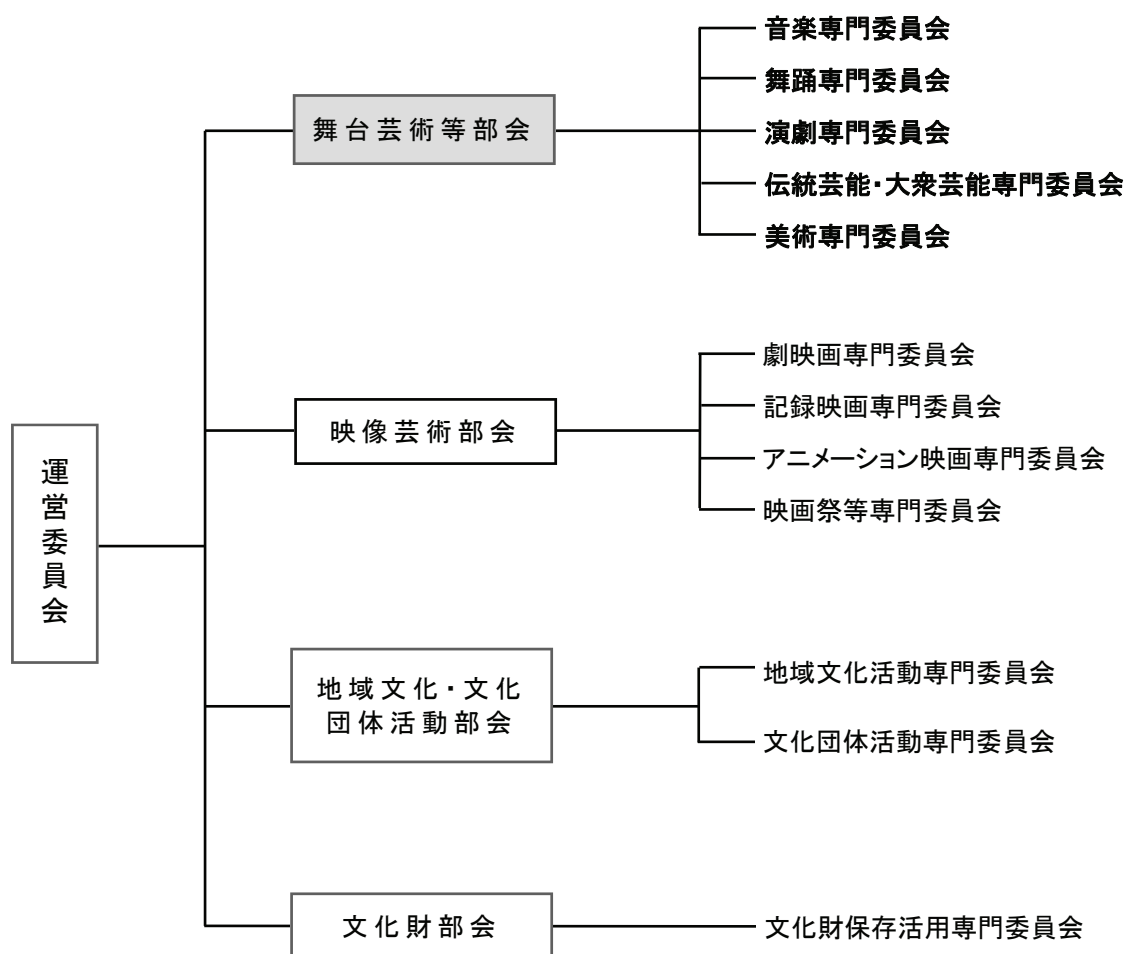 運営委員会
舞台芸術等部会
音楽専門委員会
舞踊専門委員会
演劇専門委員会
伝統芸能・大衆芸能専門委員会
美術専門委員会
映像芸術部会
劇映画専門委員会
記録映画専門委員会
アニメーション映画専門委員会
映画祭等専門委員会
地域文化・文化
団体活動部会
地域文化活動専門委員会
文化団体活動専門委員会
文化財部会
文化財保存活用専門委員会